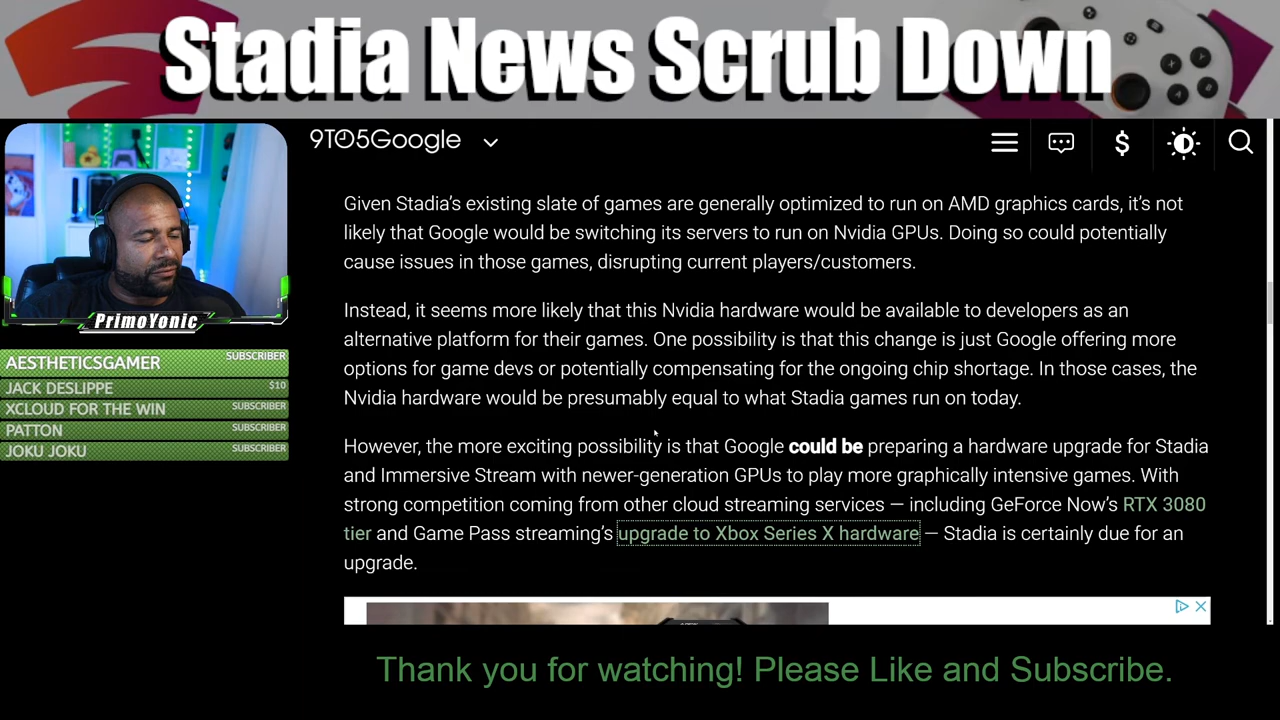 Stadia News Scrub Down
9TO5Google
$
Given Stadia's existing slate of games are generally optimized to run on AMD graphics cards, it's not
likely that Google would be switching its servers to run on Nvidia GPUs. Doing so could potentially
cause issues in those games, disrupting current players/customers.
Instead, it seems more likely that this Nvidia hardware would be available to developers as an
alternative platform for their games. One possibility is that this change is just Google offering more
options for game devs or potentially compensating for the ongoing chip shortage. In those cases, the
Nvidia hardware would be presumably equal to what Stadia games run on today.
However, the more exciting possibility is that Google could be preparing a hardware upgrade for Stadia
and Immersive Stream with newer-generation GPUs to play more graphically intensive games. With
strong competition coming from other cloud streaming services — including GeForce Now's RTX 3080
tier and Game Pass streaming's upgrade to Xbox Series X hardware — Stadia is certainly due for an
upgrade.
PrimoYonic
AESTHETICSGAMER SUBSCRIBER
JACK DESLIPPE $10
XCLOUD FOR THE WIN SUBSCRIBER
PATTON SUBSCRIBER
JOKU JOKU SUBSCRIBER
Thank you for watching! Please Like and Subscribe.